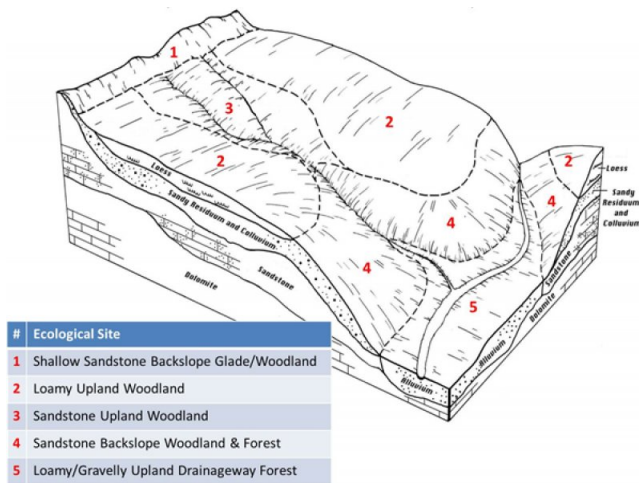 1
3
2
2
2
4
4
4
5
Loess
Sandy Residuum and Colluvium
Sandstone
Dolomite
Loess
Sandy
Residuum
and
Colluvium
Sandstone
Dolomite
Alluvium
Alluvium
# Ecological Site
1 Shallow Sandstone Backslope Glade/Woodland
2 Loamy Upland Woodland
3 Sandstone Upland Woodland
4 Sandstone Backslope Woodland & Forest
5 Loamy/Gravelly Upland Drainageway Forest